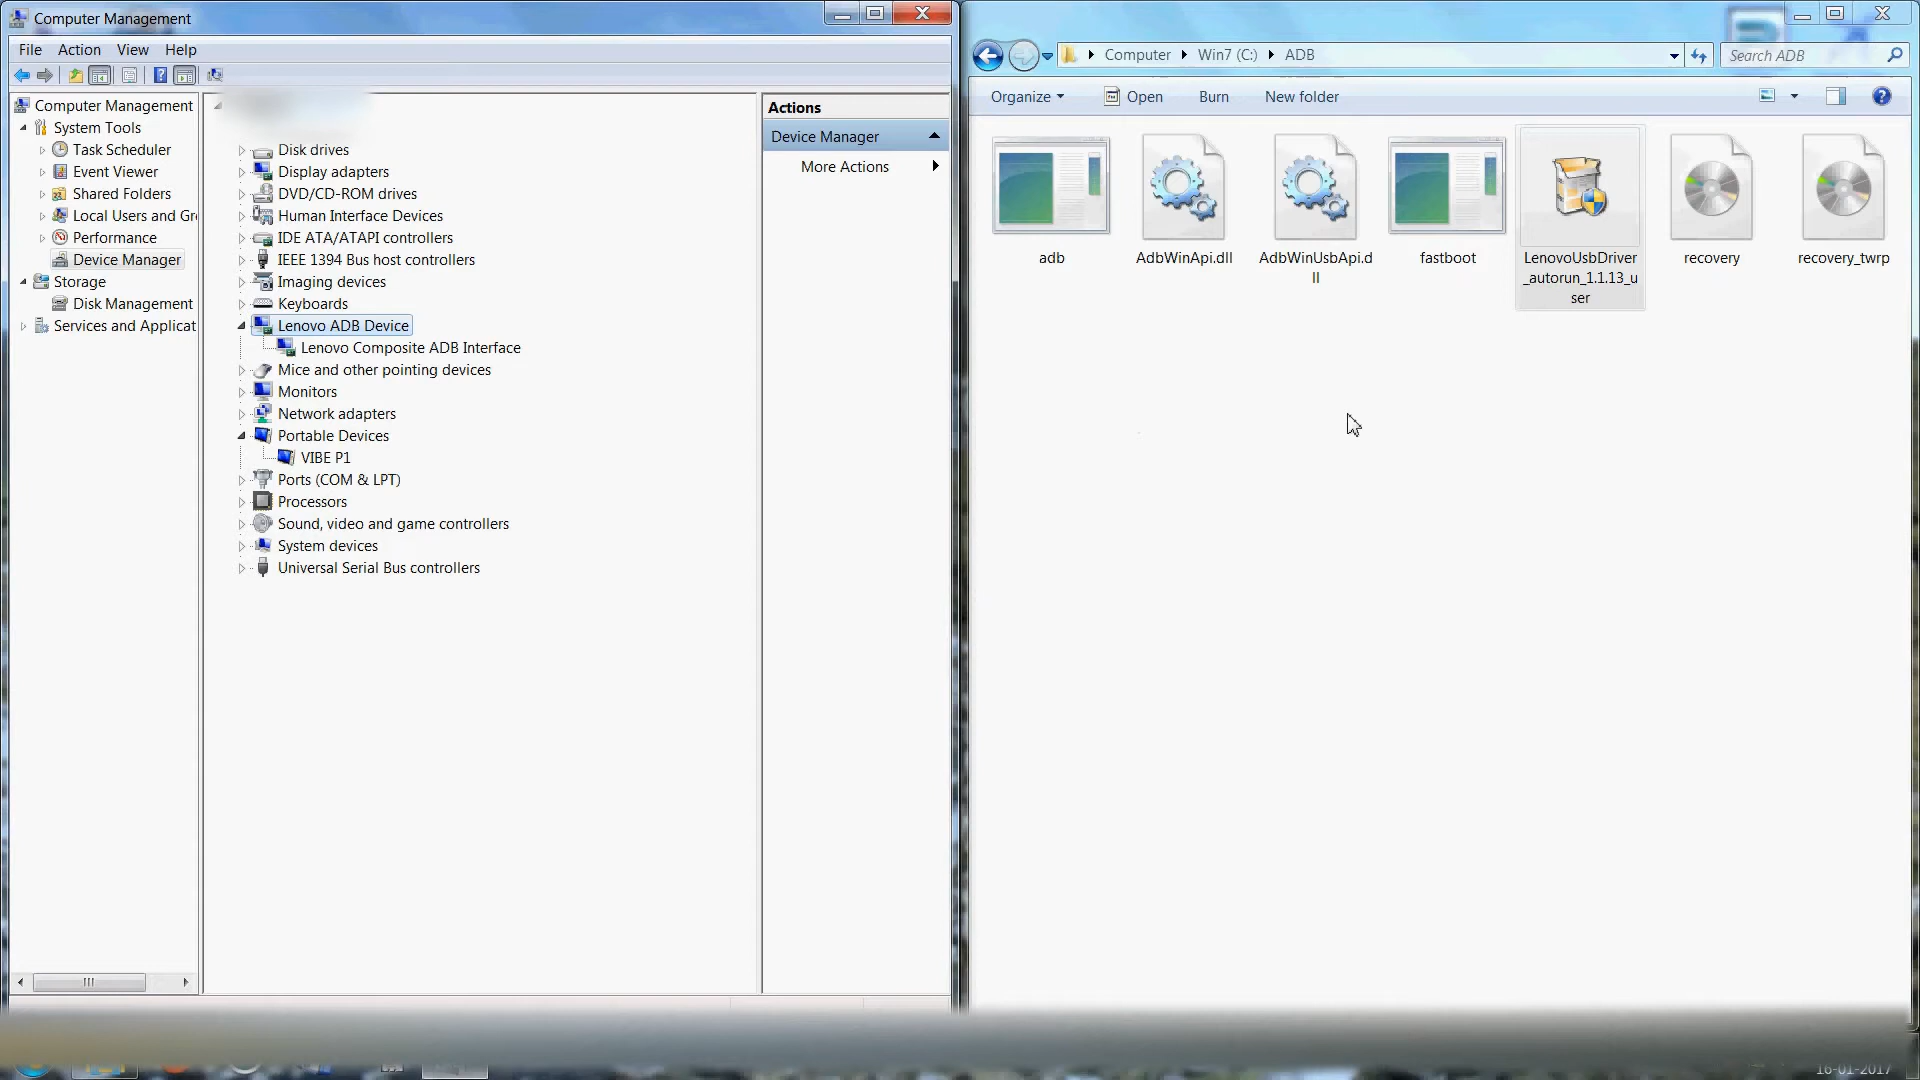 Computer Management
File Action View Help
Computer Management
System Tools
Task Scheduler
Event Viewer
Shared Folders
Local Users and Gr
Performance
Device Manager
Storage
Disk Management
Services and Applicat
Disk drives
Display adapters
DVD/CD-ROM drives
Human Interface Devices
IDE ATA/ATAPI controllers
IEEE 1394 Bus host controllers
Imaging devices
Keyboards
Lenovo ADB Device
Lenovo Composite ADB Interface
Mice and other pointing devices
Monitors
Network adapters
Portable Devices
VIBE P1
Ports (COM & LPT)
Processors
Sound, video and game controllers
System devices
Universal Serial Bus controllers
Actions
Device Manager
More Actions
Computer Win7 (C:) ADB
Search ADB
Organize Open Burn New folder
adb
AdbWinApi.dll
AdbWinUsbApi.d
ll
fastboot
LenovoUsbDriver
_autorun_1.1.13_u
ser
recovery
recovery_twrp
16-01-2017